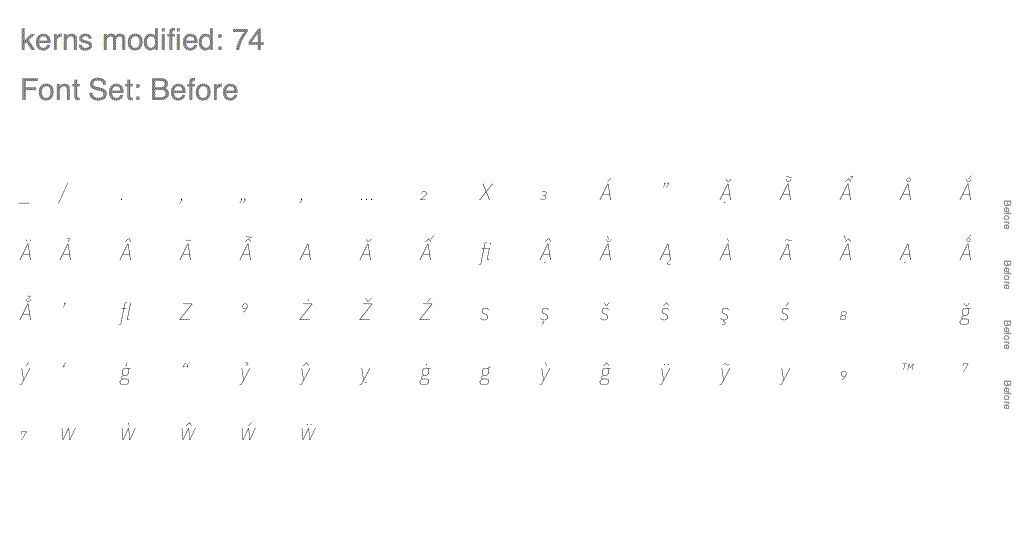 kerns modified: 74
Font Set: Before
_ / . , „ ‚ … ₂ X ₃ Á ” Ặ Ẵ Ẩ Å Ắ Before
Ä Ả Â Ā Ẫ A Ă Ấ ﬁ Ậ Ằ Ą À Ã Ầ Ạ Ǻ Before
Ẳ ’ ﬂ Z ⁹ Ż Ž Ź s ș š ŝ ş ś ₈ ğ Before
ý ‘ ģ “ ỷ ŷ ỵ ġ g ỳ ĝ ÿ ỹ y ₉ ™ ⁷ Before
₇ w ẁ ŵ ẃ ẅ